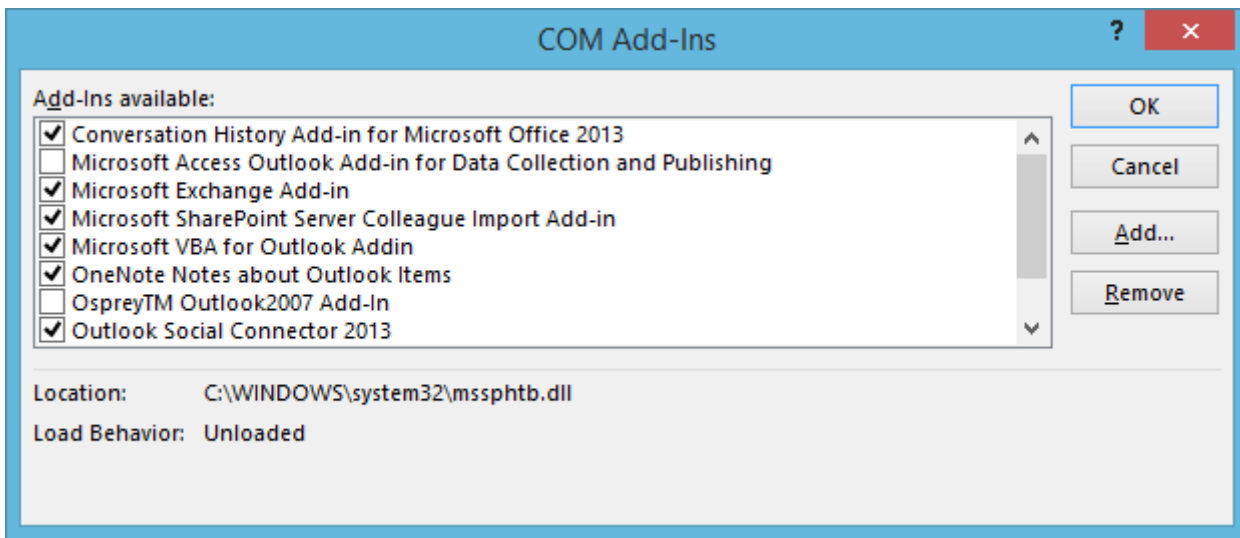 COM Add-Ins
?
Add-Ins available:
Conversation History Add-in for Microsoft Office 2013
Microsoft Access Outlook Add-in for Data Collection and Publishing
Microsoft Exchange Add-in
Microsoft SharePoint Server Colleague Import Add-in
Microsoft VBA for Outlook Addin
OneNote Notes about Outlook Items
OspreyTM Outlook2007 Add-In
Outlook Social Connector 2013
OK
Cancel
Add...
Remove
Location: C:\WINDOWS\system32\mssphtb.dll
Load Behavior: Unloaded